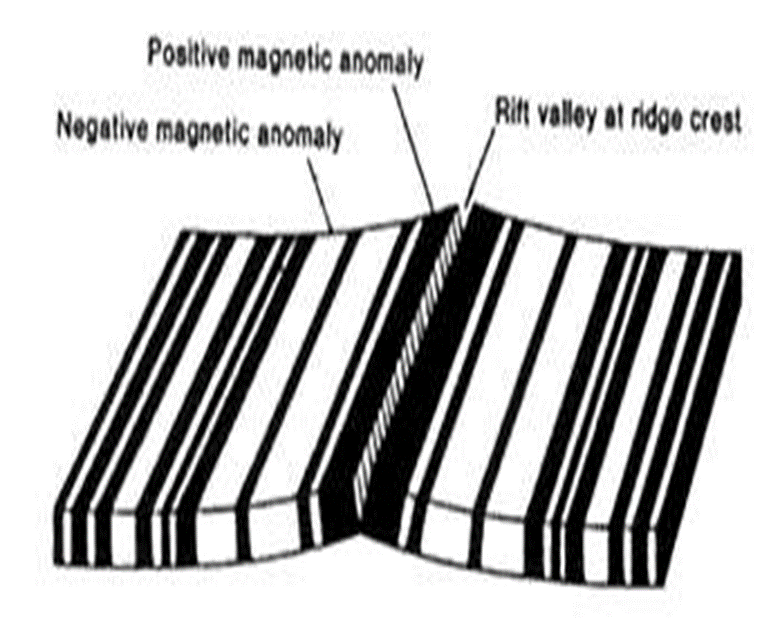 Positive magnetic anomaly
Rift valley at ridge crest
Negative magnetic anomaly